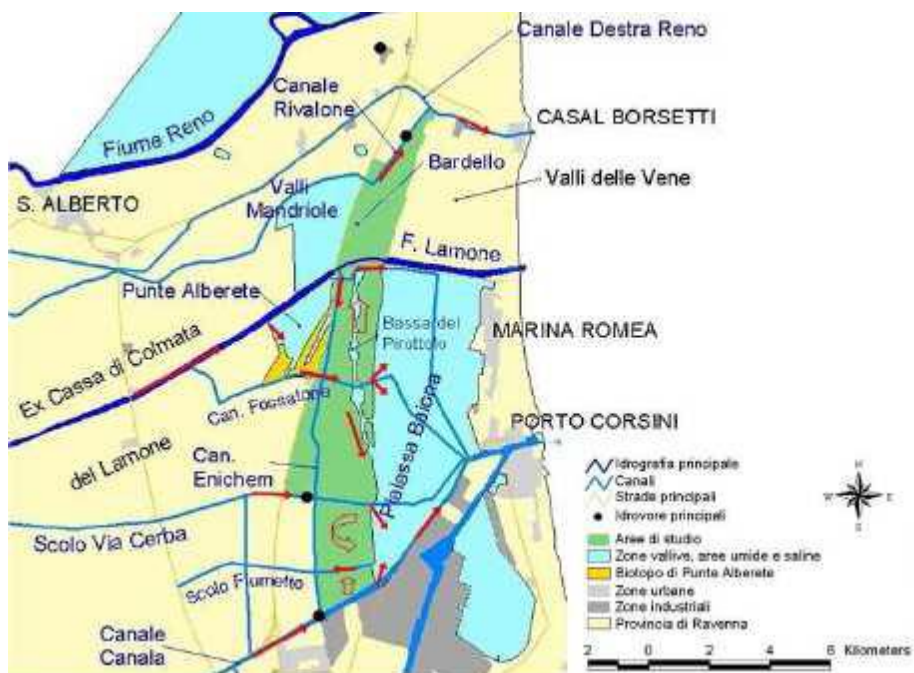 Canale Destra Reno
Canale
Rivalone
CASAL BORSETTI
Fiume Reno
Bardello
Valli delle Vene
S. ALBERTO
Valli
Mandriole
F. Lamone
Punte Alberete
Bassa del
Pirottolo
MARINA ROMEA
Ex Cassa di Colmata
Can. Fossatone
Pialassa Baiona
PORTO CORSINI
del Lamone
Can.
Enichem
Scolo Via Cerba
Scolo Fiumetto
Canale
Canala
Idrografia principale
Canali
Strade principali
Idrovore principali
Aree di studio
Zone vallive, aree umide e saline
Biotopo di Punte Alberete
Zone urbane
Zone industriali
Provincia di Ravenna
N
W E
S
2 0 2 4 6 Kilometers